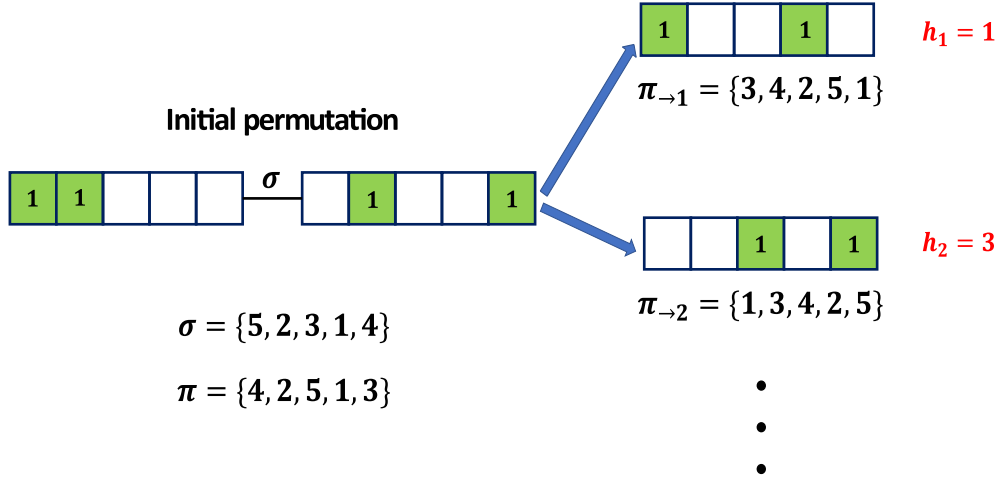 1 1
h₁ = 1
π→1 = {3, 4, 2, 5, 1}
Initial permutation
1 1
σ
1 1
1 1
h₂ = 3
π→2 = {1, 3, 4, 2, 5}
σ = {5, 2, 3, 1, 4}
π = {4, 2, 5, 1, 3}